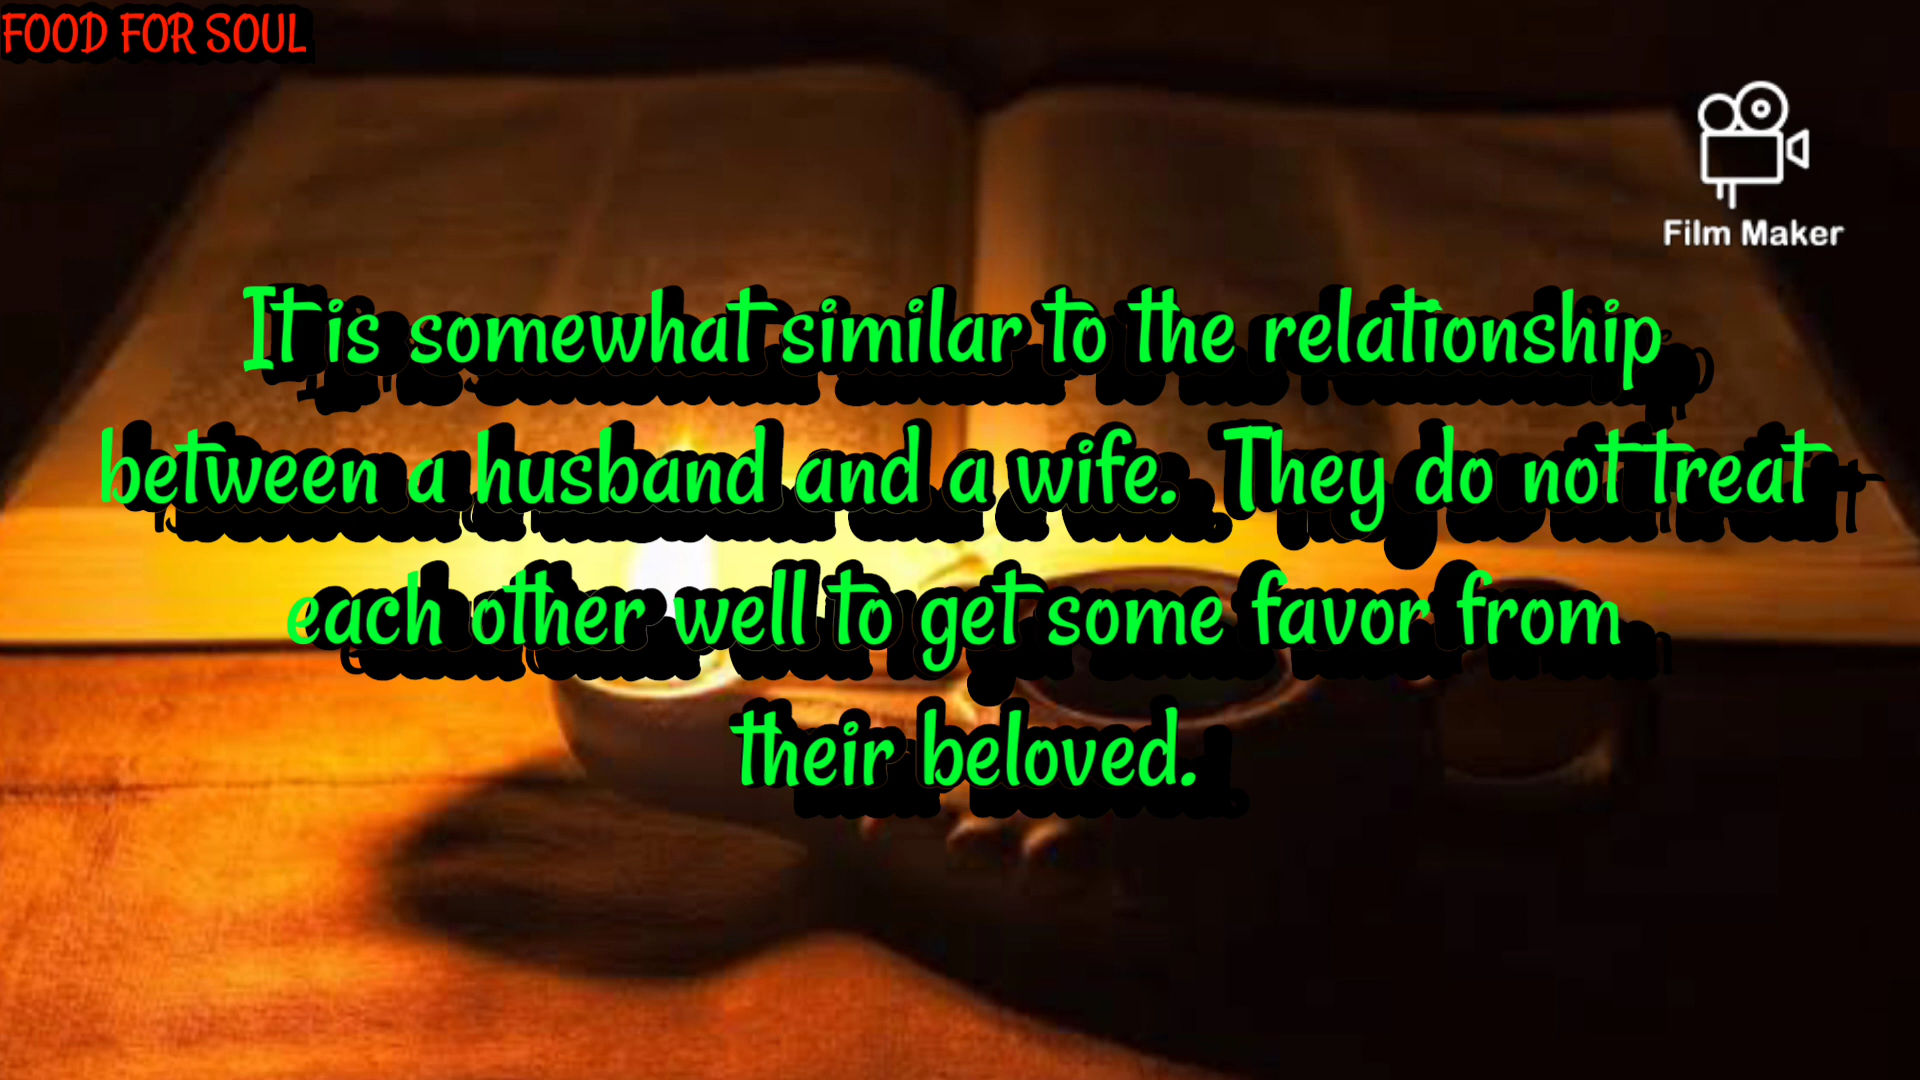 FOOD FOR SOUL
Film Maker
It is somewhat similar to the relationship
between a husband and a wife. They do not treat
each other well to get some favor from
their beloved.